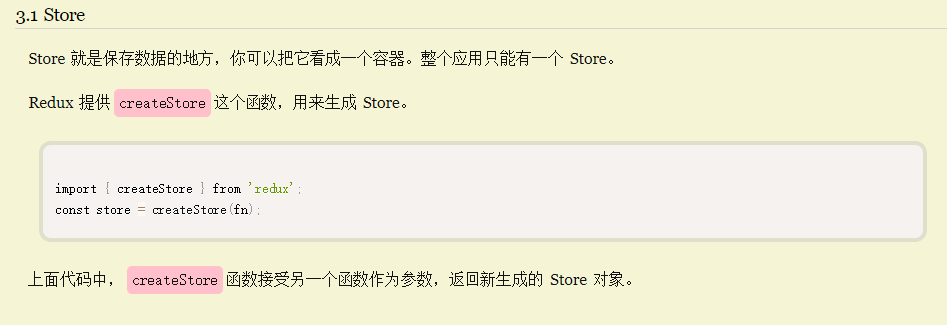 3.1 Store
Store 就是保存数据的地方，你可以把它看成一个容器。整个应用只能有一个 Store。
Redux 提供 createStore 这个函数，用来生成 Store。
import { createStore } from 'redux';
const store = createStore(fn);
上面代码中， createStore 函数接受另一个函数作为参数，返回新生成的 Store 对象。